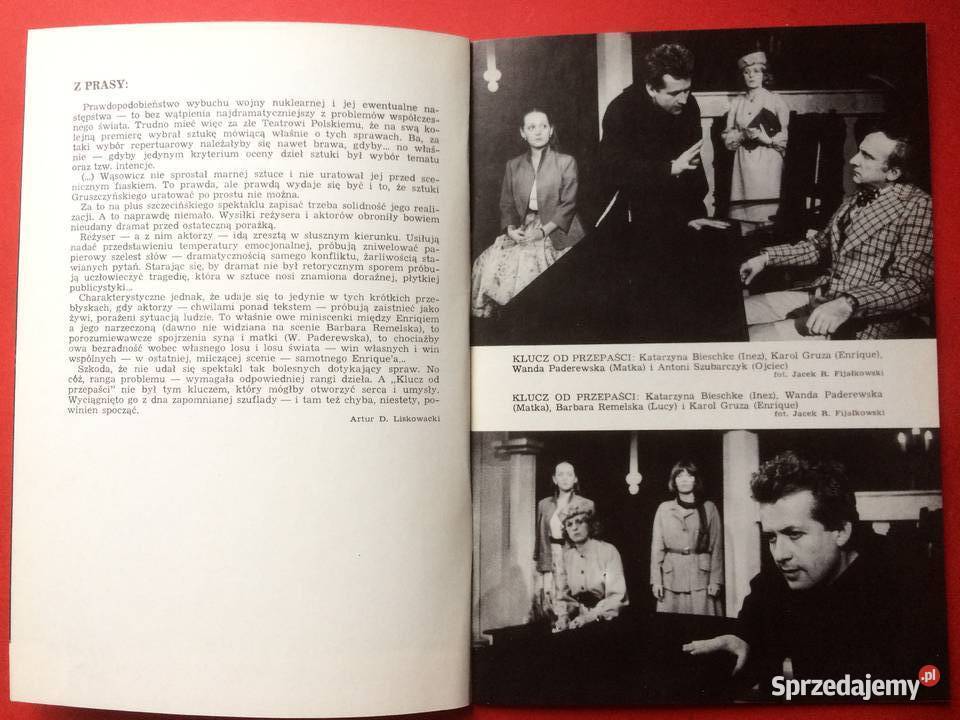 Z PRASY:
Prawdopodobieństwo wybuchu wojny nuklearnej i jej ewentualne na-
stępstwa — to bez wątpienia najdramatyczniejszy z problemów współczes-
nego świata. Trudno mieć więc za złe Teatrowi Polskiemu, że na swą ko-
lejną premierę wybrał sztukę mówiącą właśnie o tych sprawach. Ba, za
taki wybór repertuarowy należałyby się nawet brawa, gdyby... no właś-
nie — gdyby jedynym kryterium oceny dzieł sztuki był wybór tematu
oraz tzw. intencje.
(...) Wąsowicz nie sprostał marnej sztuce i nie uratował jej przed sce-
nicznym fiaskiem. To prawda, ale prawdą wydaje się być i to, że sztuki
Gruszczyńskiego uratować po prostu nie można.
Za to na plus szczecińskiego spektaklu zapisać trzeba solidność jego reali-
zacji. A to naprawdę niemało. Wysiłki reżysera i aktorów obroniły bowiem
nieudany dramat przed ostateczną porażką.
Reżyser — a z nim aktorzy — idą zresztą w słusznym kierunku. Usiłują
nadać przedstawieniu temperatury emocjonalnej, próbują zniwelować pa-
pierowy szelest słów — dramatycznością samego konfliktu, żarliwością sta-
wianych pytań. Starając się, by dramat nie był retorycznym sporem próbu-
ją uczłowieczyć tragedię, która w sztuce nosi znamiona doraźnej, płytkiej
publicystyki...
Charakterystyczne jednak, że udaje się to jedynie w tych krótkich prze-
błyskach, gdy aktorzy — chwilami ponad tekstem — próbują zaistnieć jako
żywi, porażeni sytuacją ludzie. To właśnie owe miniscenki między Enriqiem
a jego narzeczoną (dawno nie widziana na scenie Barbara Remelska), to
porozumiewawcze spojrzenia syna i matki (W. Paderewska), to chociażby
owa bezradność wobec własnego losu i losu świata — win własnych i win
wspólnych — w ostatniej, milczącej scenie — samotnego Enrique'a...
Szkoda, że nie udał się spektakl tak bolesnych dotykający spraw. No
cóż, ranga problemu — wymagała odpowiedniej rangi dzieła. A „Klucz od
przepaści" nie był tym kluczem, który mógłby otworzyć serca i umysły.
Wyciągnięto go z dna zapomnianej szuflady — i tam też chyba, niestety, po-
winien spocząć.
Artur D. Liskowacki
KLUCZ OD PRZEPAŚCI: Katarzyna Bieschke (Inez), Karol Gruza (Enrique),
Wanda Paderewska (Matka) i Antoni Szubarczyk (Ojciec)
fot. Jacek R. Fijałkowski
KLUCZ OD PRZEPAŚCI: Katarzyna Bieschke (Inez), Wanda Paderewska
(Matka), Barbara Remelska (Lucy) i Karol Gruza (Enrique)
fot. Jacek R. Fijałkowski
Sprzedajemy.pl